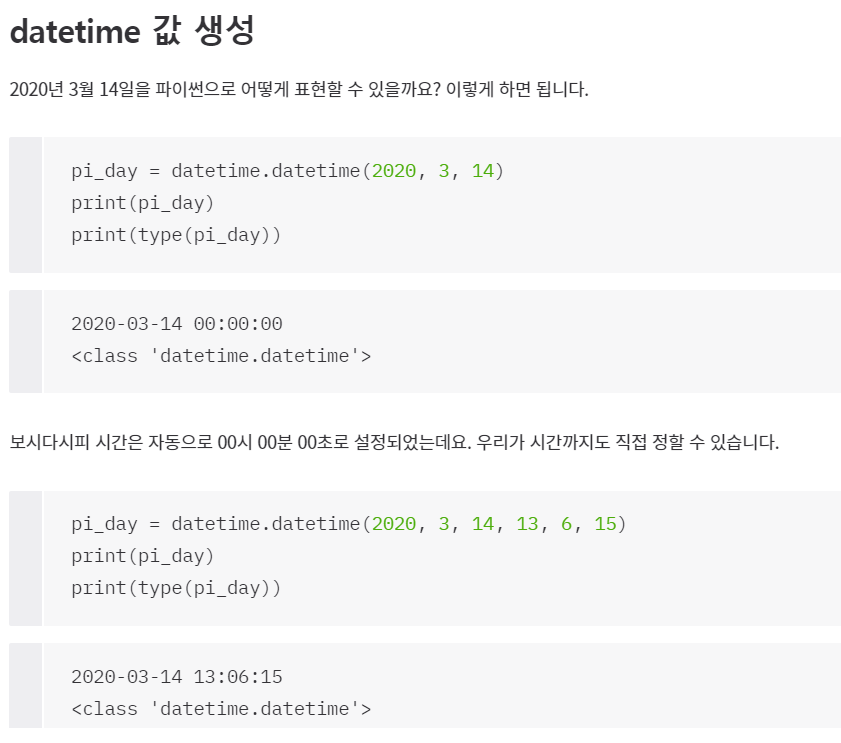 datetime 값 생성
2020년 3월 14일을 파이썬으로 어떻게 표현할 수 있을까요? 이렇게 하면 됩니다.
pi_day = datetime.datetime(2020, 3, 14)
print(pi_day)
print(type(pi_day))
2020-03-14 00:00:00
<class 'datetime.datetime'>
보시다시피 시간은 자동으로 00시 00분 00초로 설정되었는데요. 우리가 시간까지도 직접 정할 수 있습니다.
pi_day = datetime.datetime(2020, 3, 14, 13, 6, 15)
print(pi_day)
print(type(pi_day))
2020-03-14 13:06:15
<class 'datetime.datetime'>